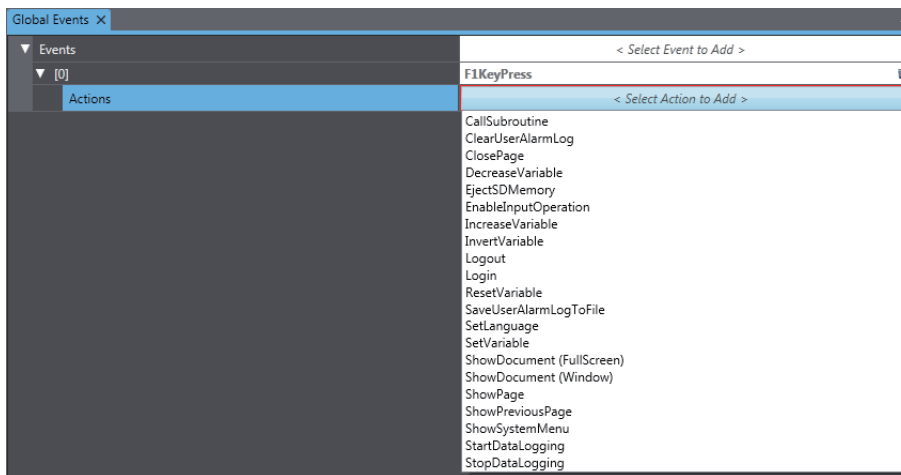 Global Events X
Events < Select Event to Add >
[0] F1KeyPress
Actions < Select Action to Add >
CallSubroutine
ClearUserAlarmLog
ClosePage
DecreaseVariable
EjectSDMemory
EnableInputOperation
IncreaseVariable
InvertVariable
Logout
Login
ResetVariable
SaveUserAlarmLogToFile
SetLanguage
SetVariable
ShowDocument (FullScreen)
ShowDocument (Window)
ShowPage
ShowPreviousPage
ShowSystemMenu
StartDataLogging
StopDataLogging